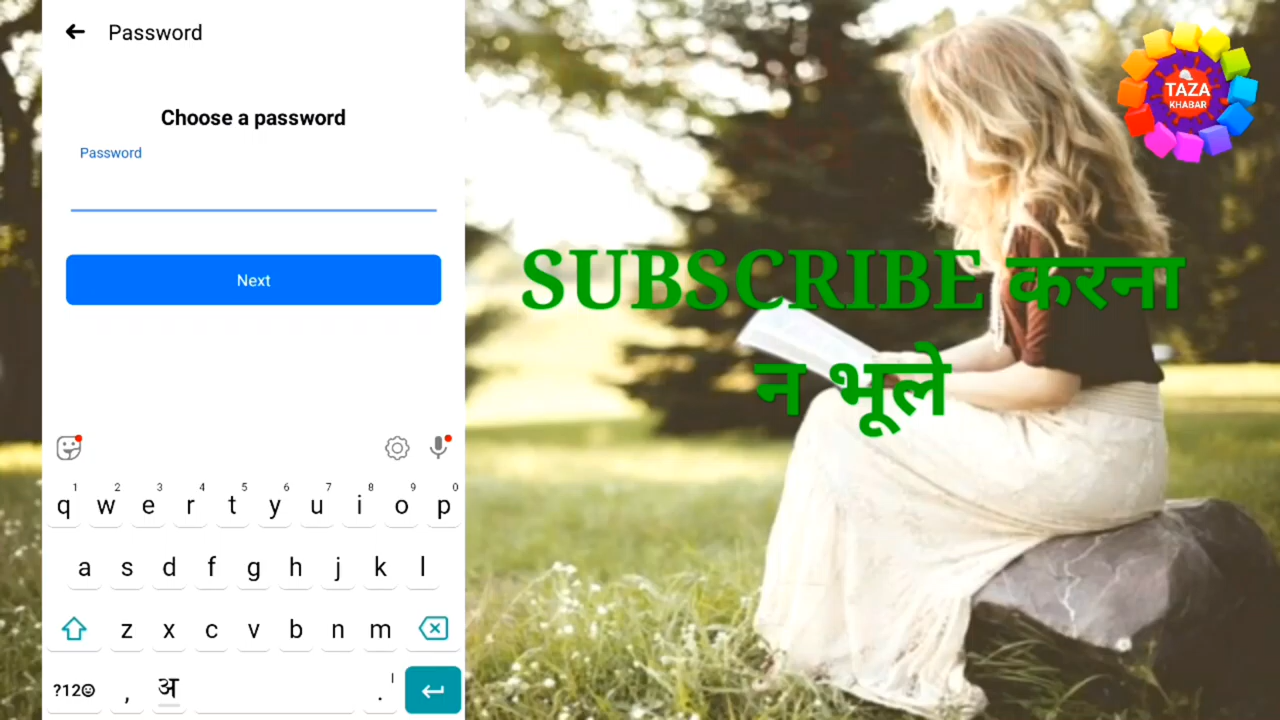 Password
Choose a password
Password
Next
SUBSCRIBE करना
न भूले
TAZA
KHABAR
1 2 3 4 5 6 7 8 9 0
q w e r t y u i o p
a s d f g h j k l
z x c v b n m
?12☺ , अ . !